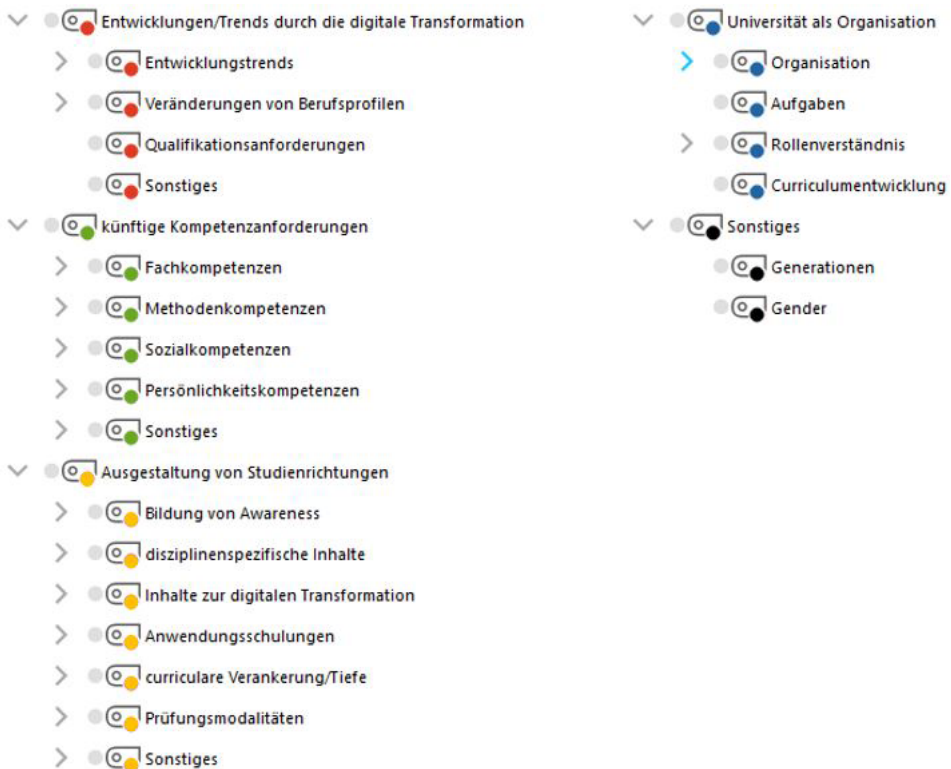 Entwicklungen/Trends durch die digitale Transformation
Entwicklungstrends
Veränderungen von Berufsprofilen
Qualifikationsanforderungen
Sonstiges
künftige Kompetenzanforderungen
Fachkompetenzen
Methodenkompetenzen
Sozialkompetenzen
Persönlichkeitskompetenzen
Sonstiges
Ausgestaltung von Studienrichtungen
Bildung von Awareness
disziplinenspezifische Inhalte
Inhalte zur digitalen Transformation
Anwendungsschulungen
curriculare Verankerung/Tiefe
Prüfungsmodalitäten
Sonstiges
Universität als Organisation
Organisation
Aufgaben
Rollenverständnis
Curriculumentwicklung
Sonstiges
Generationen
Gender